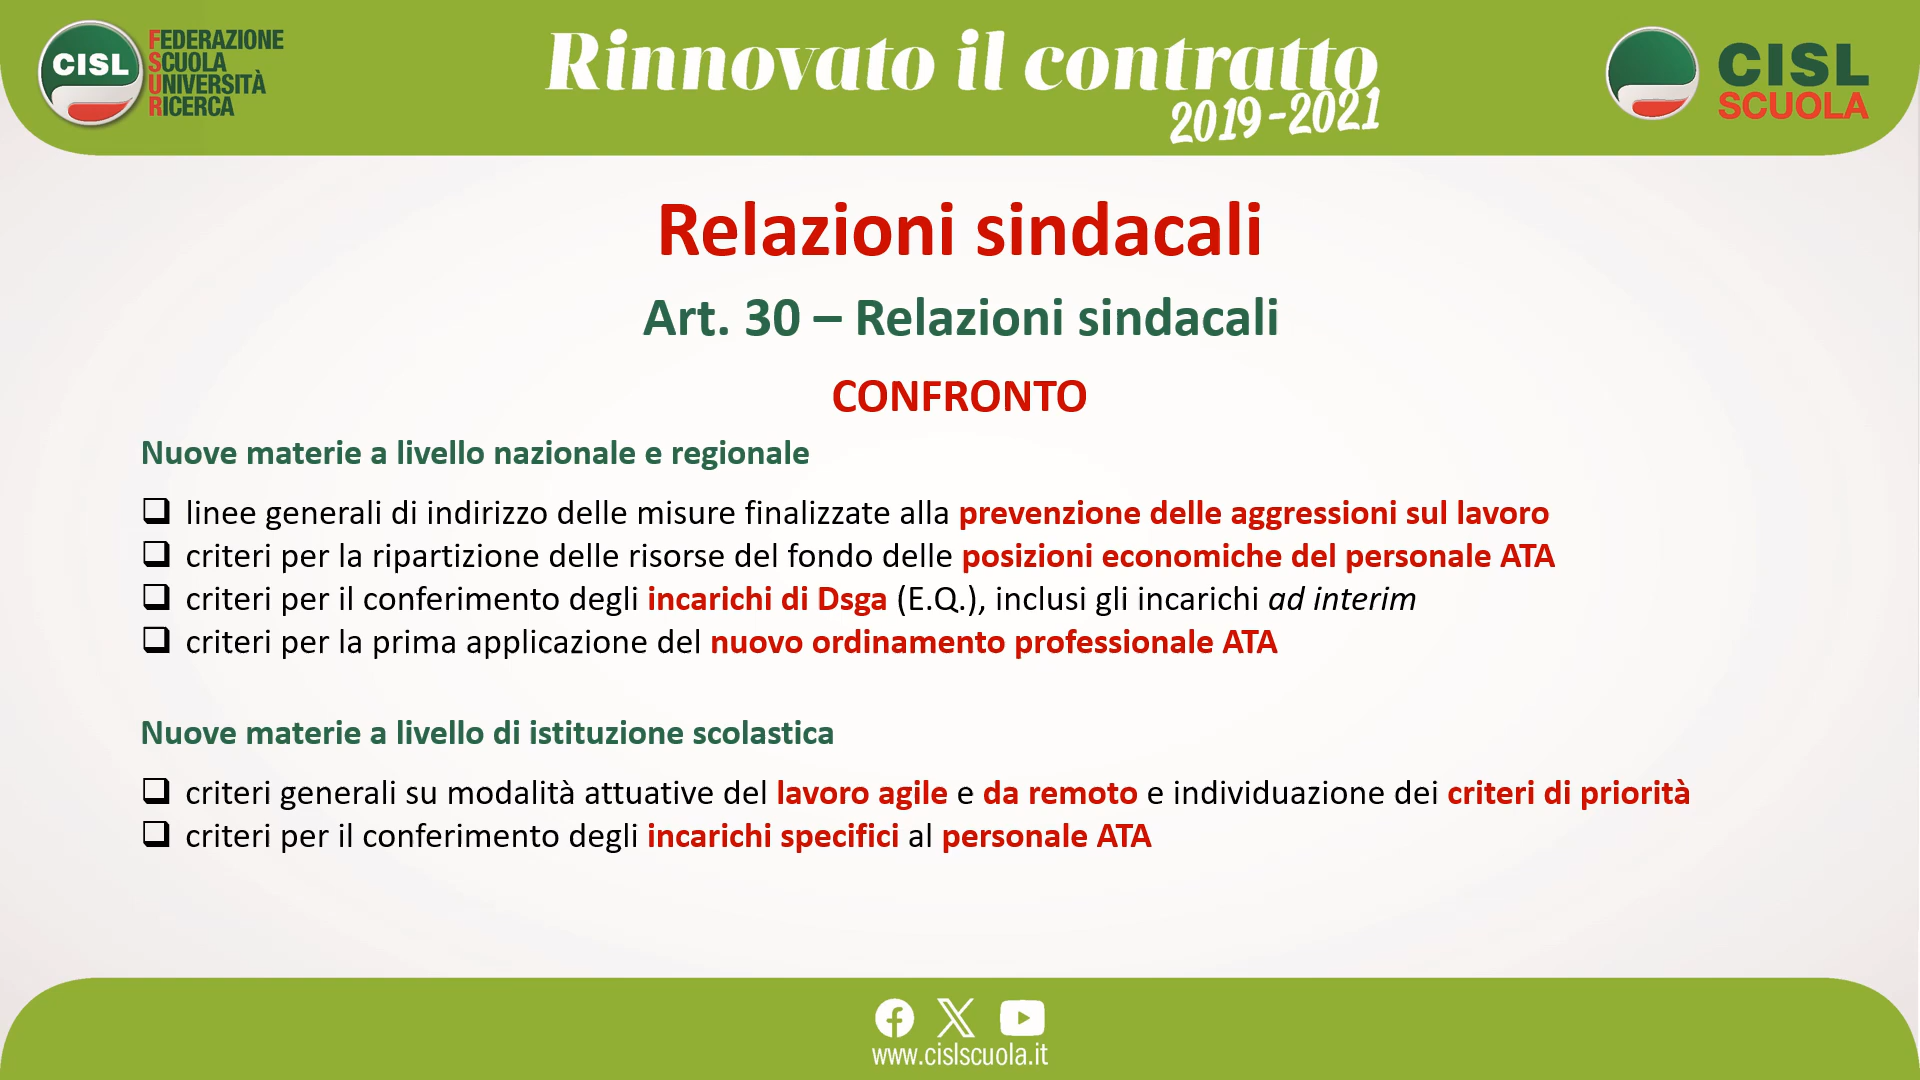 CISL
FEDERAZIONE
SCUOLA
UNIVERSITÀ
RICERCA
Rinnovato il contratto
2019-2021
CISL
SCUOLA
Relazioni sindacali
Art. 30 – Relazioni sindacali
CONFRONTO
Nuove materie a livello nazionale e regionale
❑ linee generali di indirizzo delle misure finalizzate alla prevenzione delle aggressioni sul lavoro
❑ criteri per la ripartizione delle risorse del fondo delle posizioni economiche del personale ATA
❑ criteri per il conferimento degli incarichi di Dsga (E.Q.), inclusi gli incarichi ad interim
❑ criteri per la prima applicazione del nuovo ordinamento professionale ATA
Nuove materie a livello di istituzione scolastica
❑ criteri generali su modalità attuative del lavoro agile e da remoto e individuazione dei criteri di priorità
❑ criteri per il conferimento degli incarichi specifici al personale ATA
www.cislscuola.it